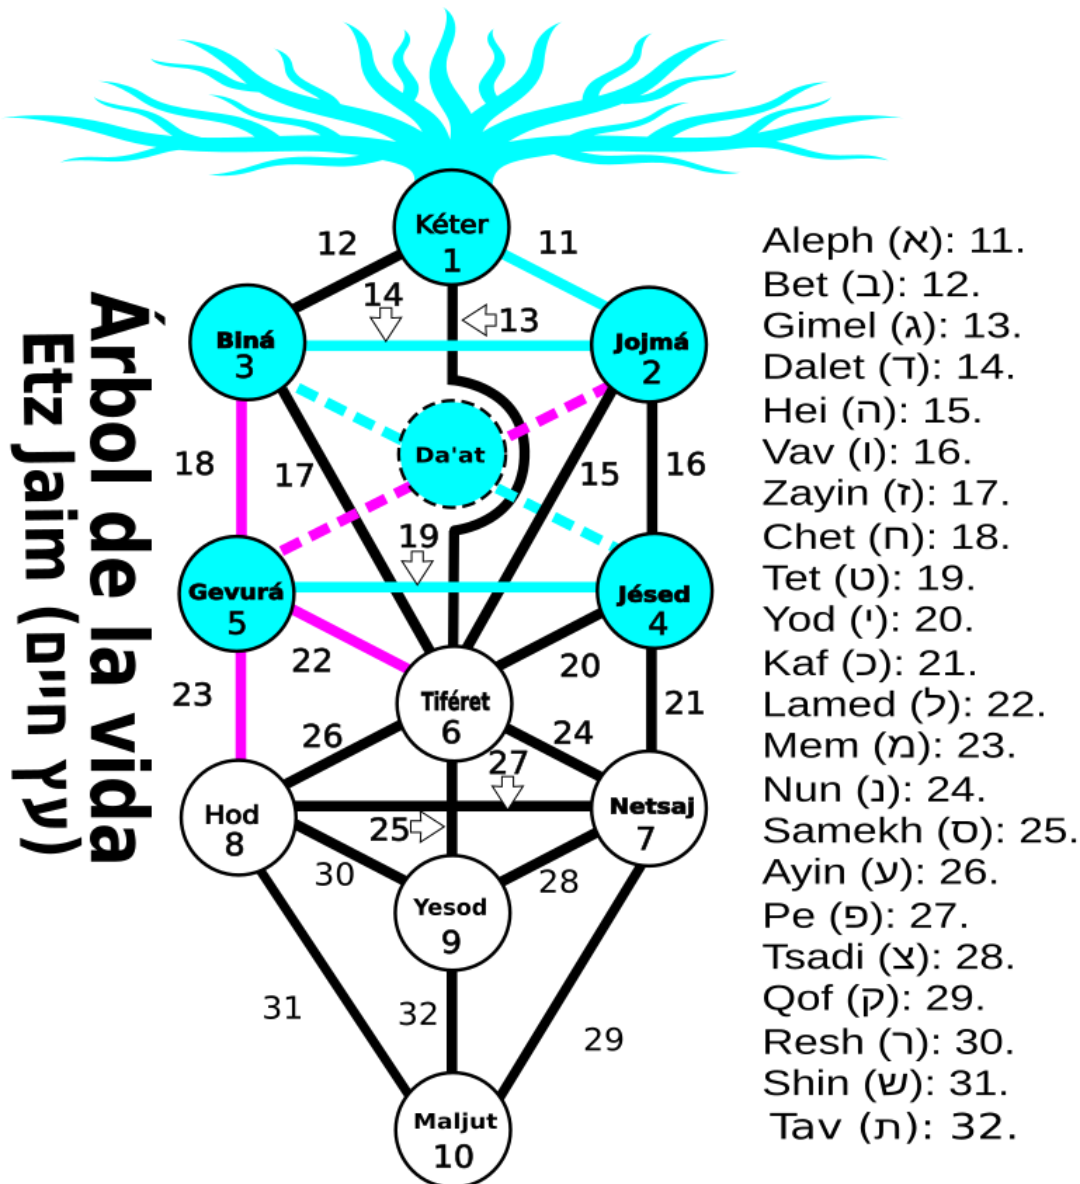 Árbol de la vida
Etz Jaim (עץ חיים)
Kéter
1
12
11
14
13
Biná
3
Jojmá
2
Da'at
18
17
15
16
19
Gevurá
5
Jésed
4
22
20
23
21
Tiféret
6
26
24
27
Hod
8
Netsaj
7
25
30
28
Yesod
9
31
32
29
Maljut
10
Aleph (א): 11.
Bet (ב): 12.
Gimel (ג): 13.
Dalet (ד): 14.
Hei (ה): 15.
Vav (ו): 16.
Zayin (ז): 17.
Chet (ח): 18.
Tet (ט): 19.
Yod (י): 20.
Kaf (כ): 21.
Lamed (ל): 22.
Mem (מ): 23.
Nun (נ): 24.
Samekh (ס): 25.
Ayin (ע): 26.
Pe (פ): 27.
Tsadi (צ): 28.
Qof (ק): 29.
Resh (ר): 30.
Shin (ש): 31.
Tav (ת): 32.